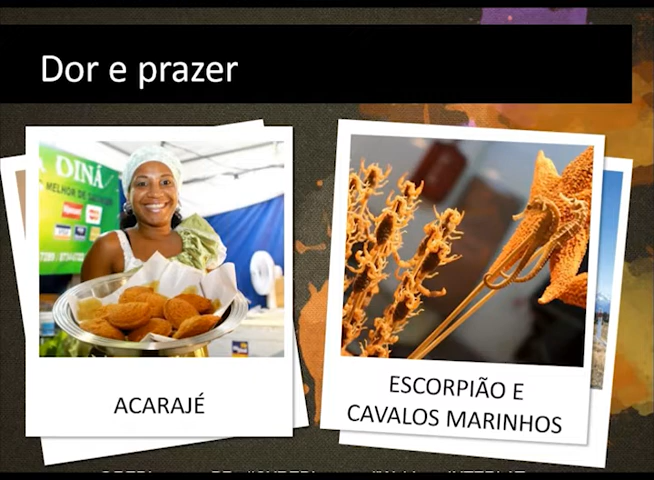 Dor e prazer
DINÁ
MELHOR DE
ACARAJÉ
ESCORPIÃO E
CAVALOS MARINHOS